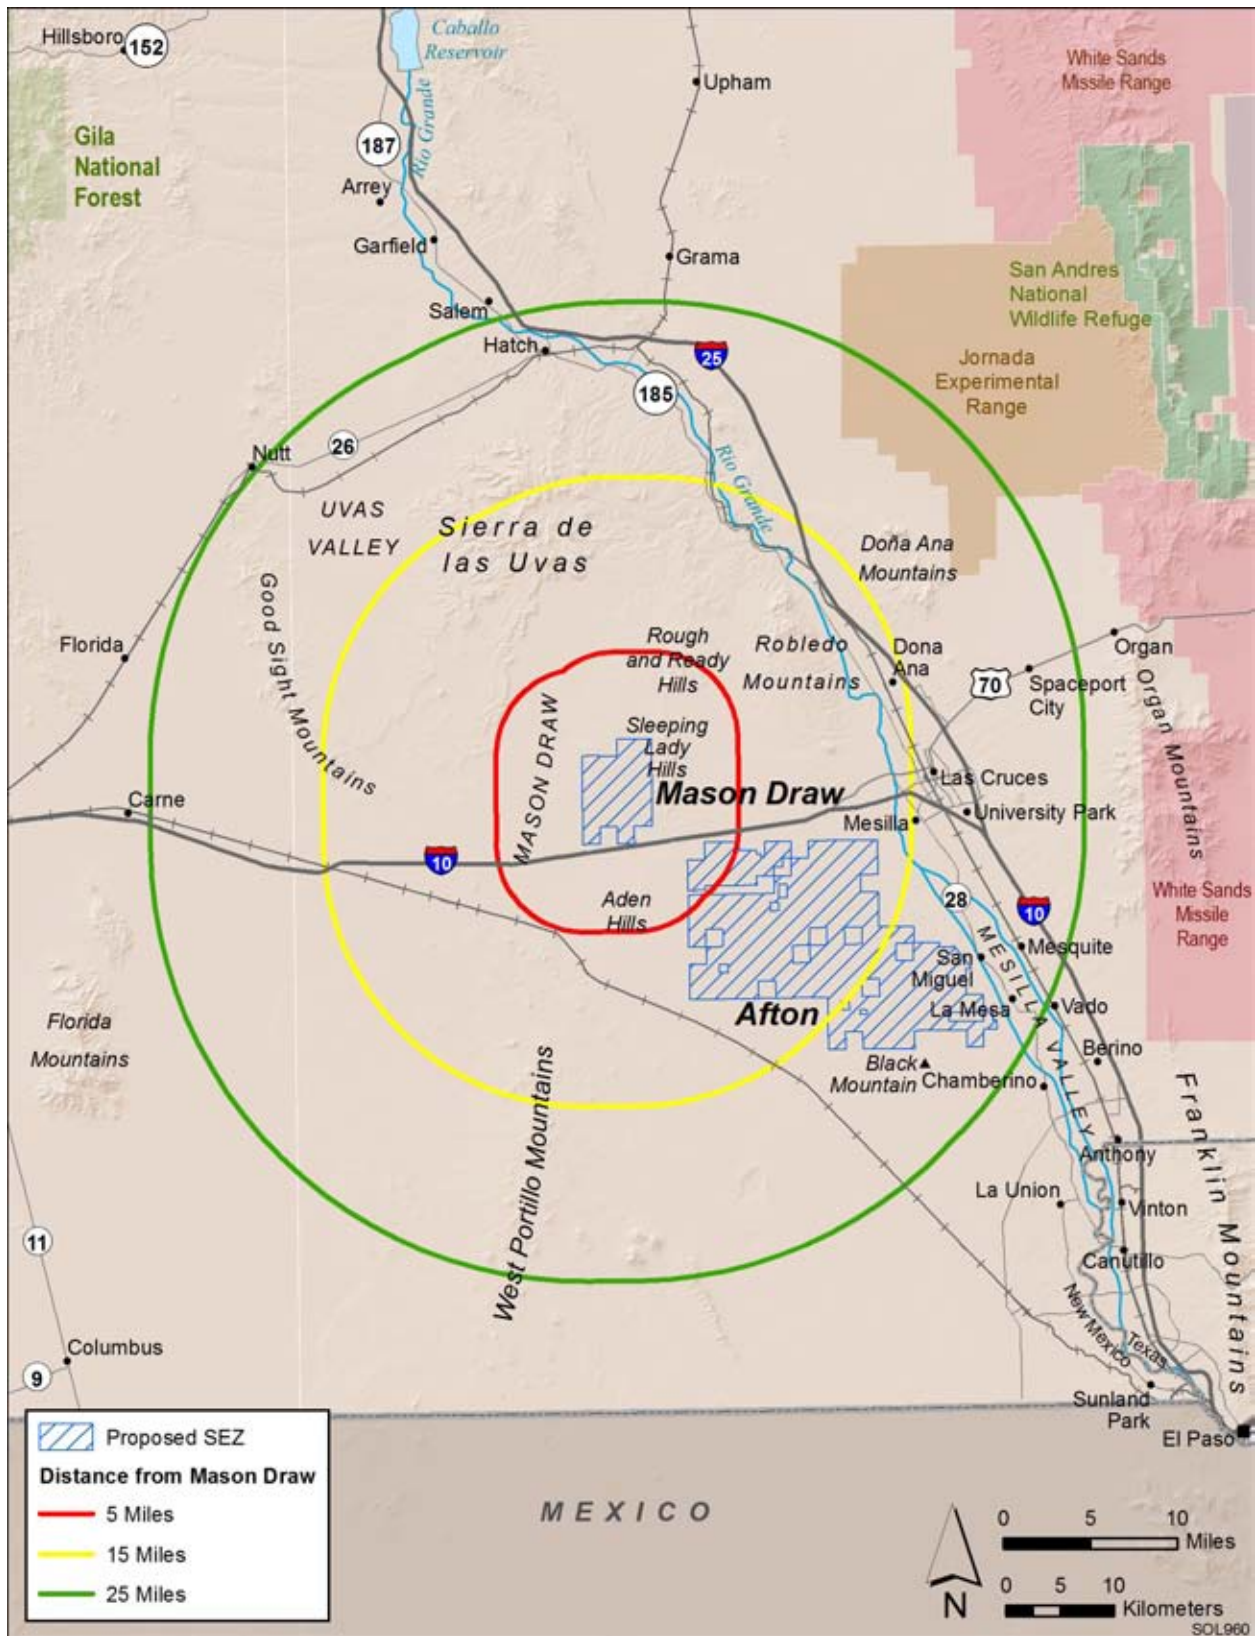 Hillsboro
152
Caballo
Reservoir
White Sands
Missile Range
Upham
Gila
National
Forest
187
Rio Grande
Arrey
Garfield
Grama
San Andres
National
Wildlife Refuge
Salem
Hatch
25
Jornada
Experimental
Range
185
Nutt
26
Rio Grande
UVAS
VALLEY
Sierra de
las Uvas
Doña Ana
Mountains
Good Sight Mountains
Florida
Rough
and Ready
Hills
Robledo
Mountains
Dona
Ana
Organ
70
Spaceport
City
Organ Mountains
MASON DRAW
Sleeping
Lady
Hills
Mason Draw
Las Cruces
Carne
Mesilla
University Park
10
Aden
Hills
28
10
White Sands
Missile
Range
MESILLA VALLEY
Mesquite
San
Miguel
La Mesa
Vado
Afton
Florida
Mountains
Black
Mountain
Berino
Chamberino
West Portillo Mountains
Franklin Mountains
Anthony
La Union
Vinton
11
Canutillo
New Mexico
Texas
Columbus
9
Sunland
Park
El Paso
Proposed SEZ
Distance from Mason Draw
5 Miles
15 Miles
25 Miles
MEXICO
N
0 5 10
Miles
0 5 10
Kilometers
SOL960